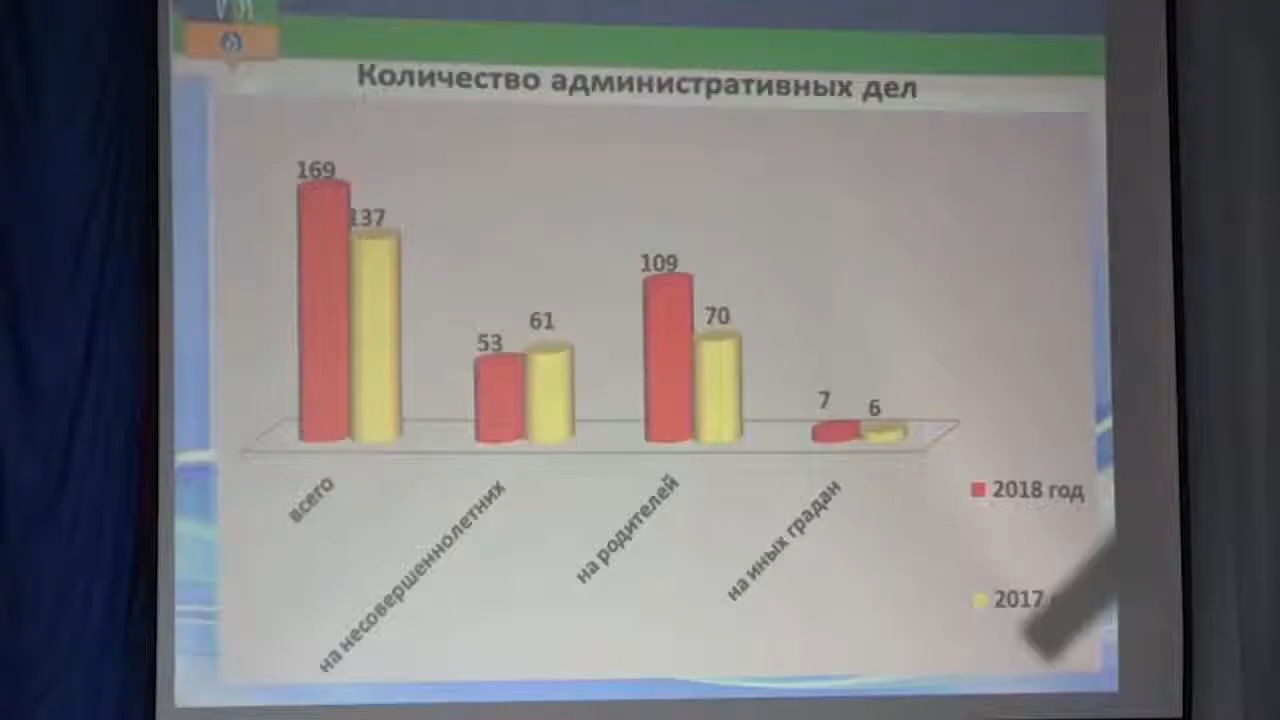 Количество административных дел
169
137
53
61
109
70
7
6
всего
на несовершеннолетних
на родителей
на иных градан
2018 год
2017